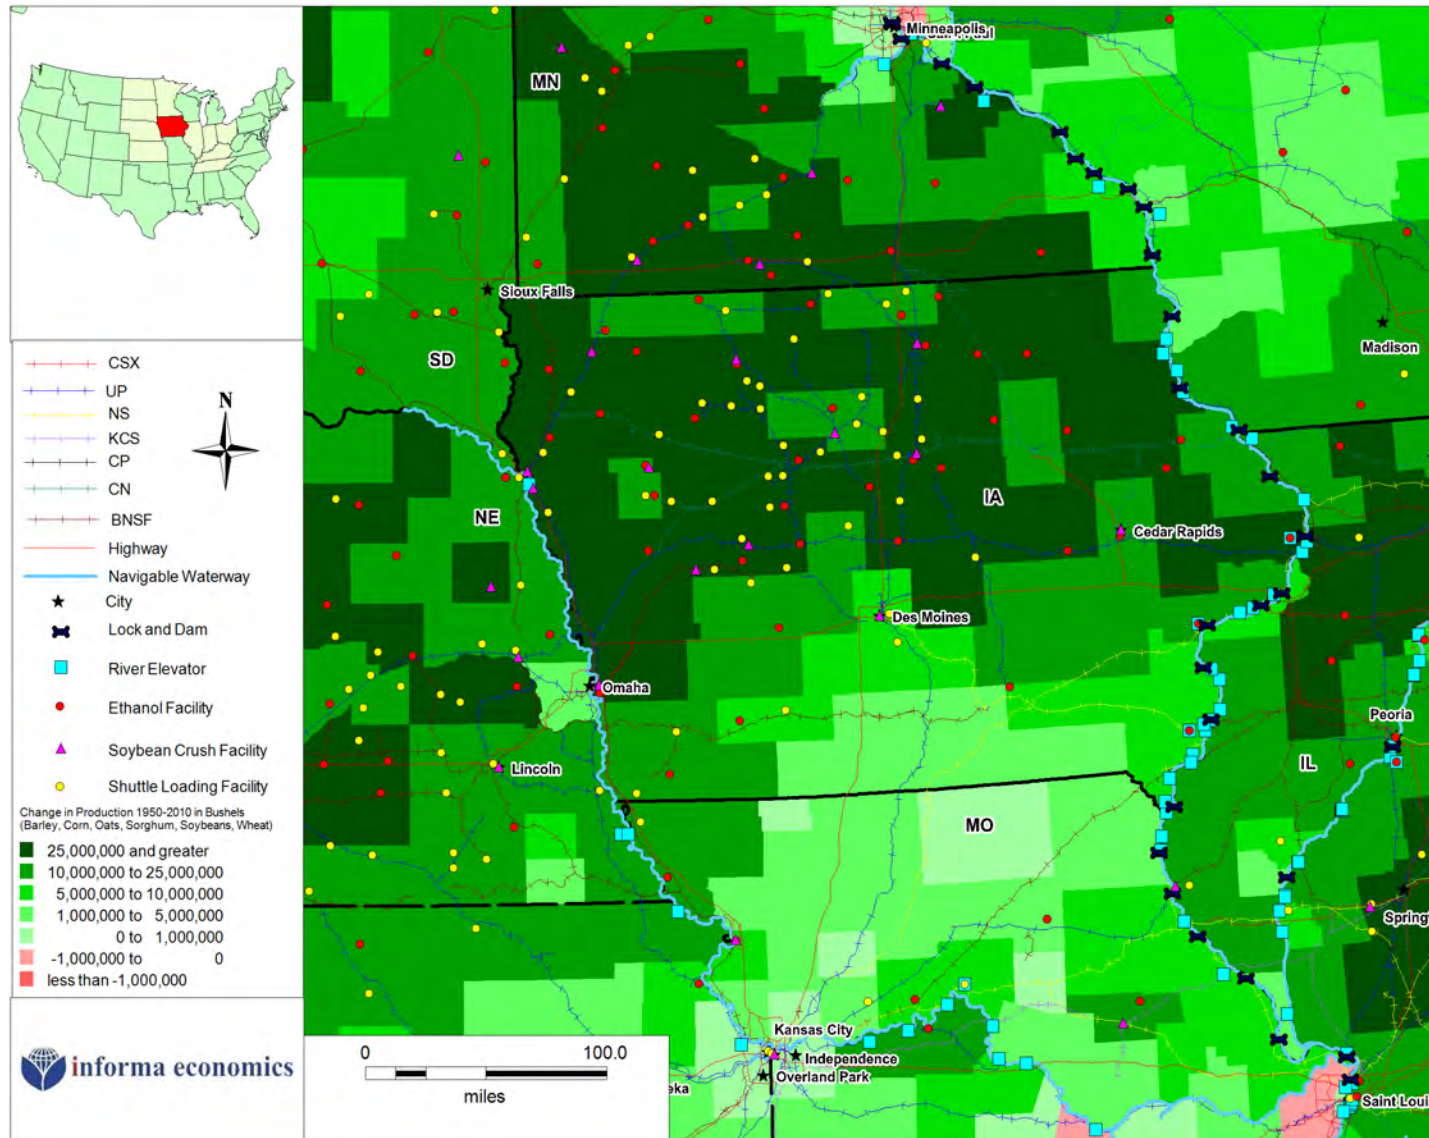 Minneapolis
MN
Sioux Falls
SD
Madison
NE
IA
Cedar Rapids
Des Moines
Omaha
Peoria
Lincoln
IL
MO
Spring
Kansas City
Independence
Overland Park
eka
Saint Loui
CSX
UP
NS
KCS
CP
CN
BNSF
Highway
Navigable Waterway
City
Lock and Dam
River Elevator
Ethanol Facility
Soybean Crush Facility
Shuttle Loading Facility
N
Change in Production 1950-2010 in Bushels
(Barley, Corn, Oats, Sorghum, Soybeans, Wheat)
25,000,000 and greater
10,000,000 to 25,000,000
5,000,000 to 10,000,000
1,000,000 to 5,000,000
0 to 1,000,000
-1,000,000 to 0
less than -1,000,000
informa economics
0 100.0
miles